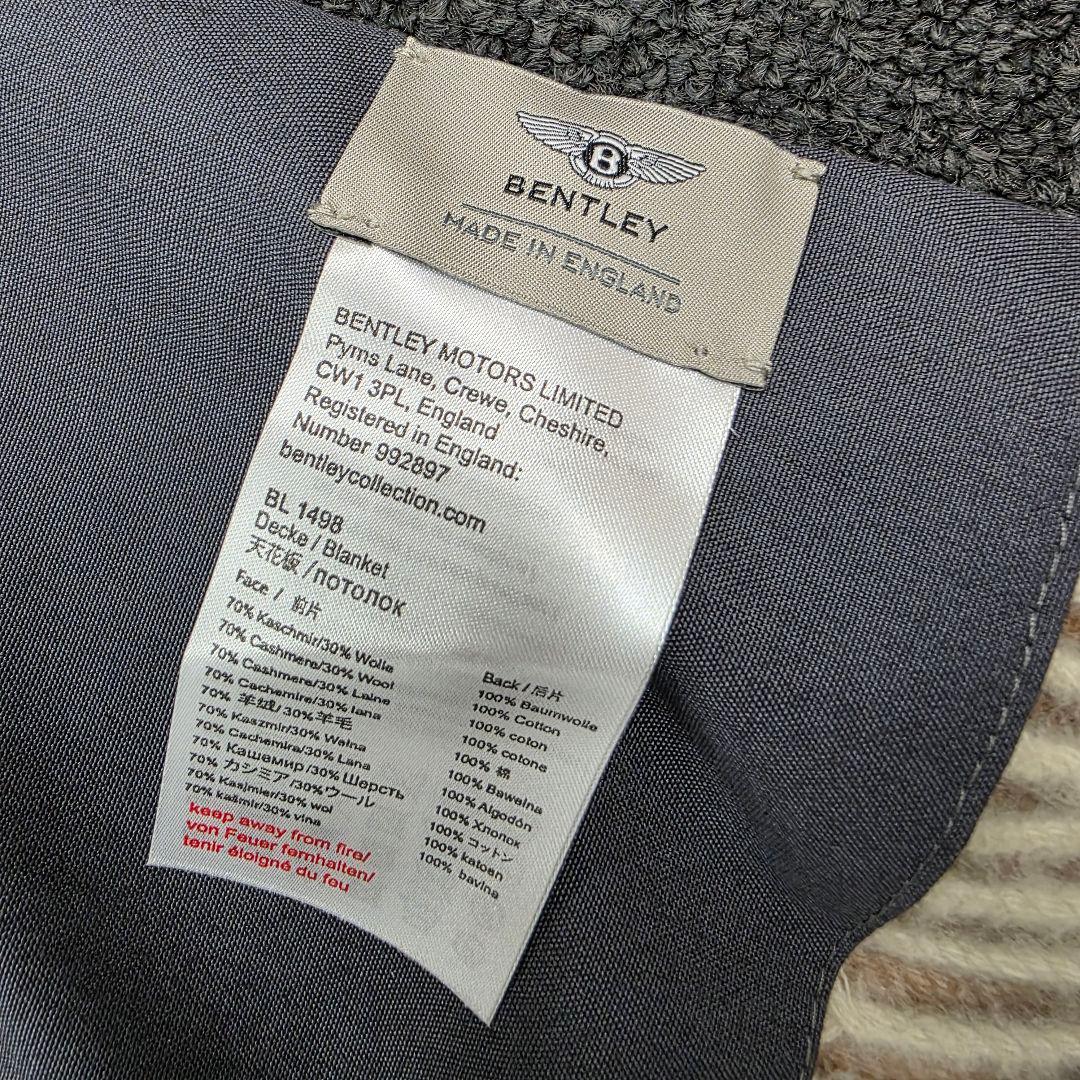 B
BENTLEY
MADE IN ENGLAND
BENTLEY MOTORS LIMITED
Pyms Lane, Crewe, Cheshire,
CW1 3PL, England
Registered in England:
Number 992897
bentleycollection.com
BL 1498
Decke / Blanket
天花板 /потолок
Face / 前片
70% Kaschmir/30% Wolle
70% Cashmere/30% Wool
70% Cashmere/30% Laine
70% Cachemire/30% lana
70% 羊绒/30%羊毛
70% Kaszmir/30% Wełna
70% Cachemira/30% Lana
70% Кашемир/30% Шерсть
70% カシミア/30%ウール
70% Kasjmier/30% wol
70% kašmir/30% vlna
Back / 后片
100% Baumwolle
100% Cotton
100% coton
100% cotone
100% 棉
100% Bawełna
100% Algodón
100% Хлопок
100% コットン
100% katoen
100% bavlna
keep away from fire/
von Feuer fernhalten/
tenir éloigné du feu